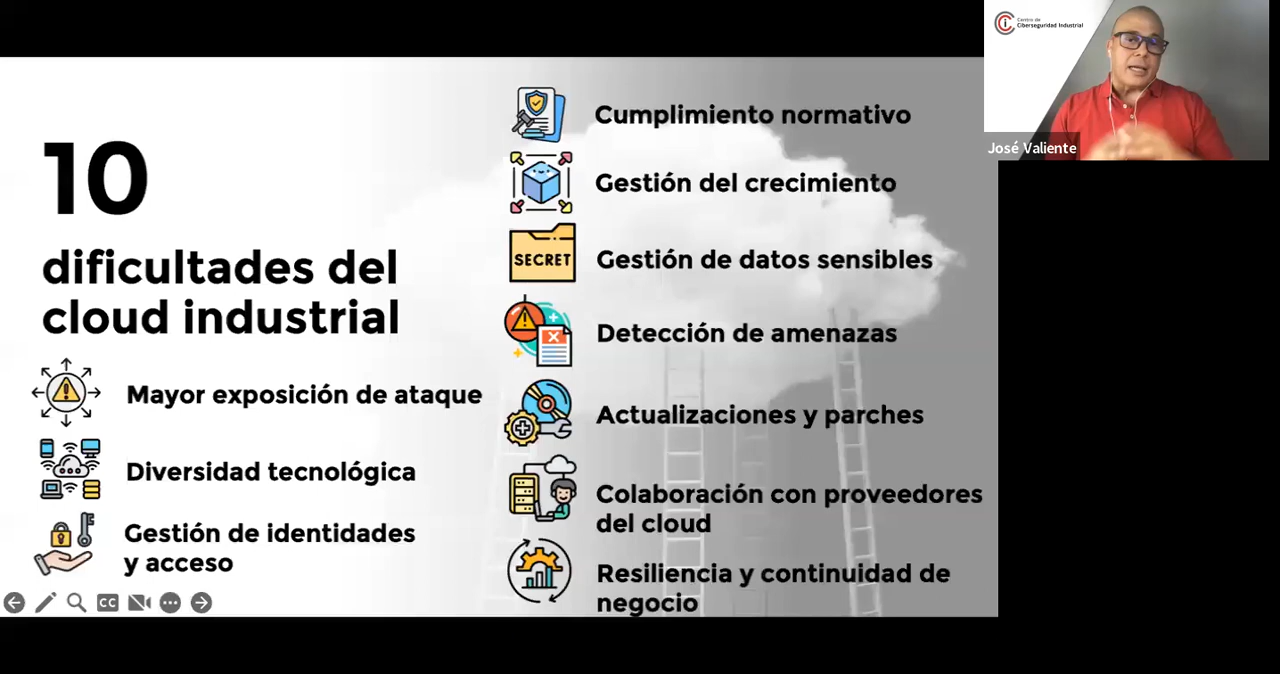 10
dificultades del
cloud industrial
Mayor exposición de ataque
Diversidad tecnológica
Gestión de identidades
y acceso
Cumplimiento normativo
Gestión del crecimiento
SECRET
Gestión de datos sensibles
Detección de amenazas
Actualizaciones y parches
Colaboración con proveedores
del cloud
Resiliencia y continuidad de
negocio
CC
Centro de
Ciberseguridad Industrial
José Valiente